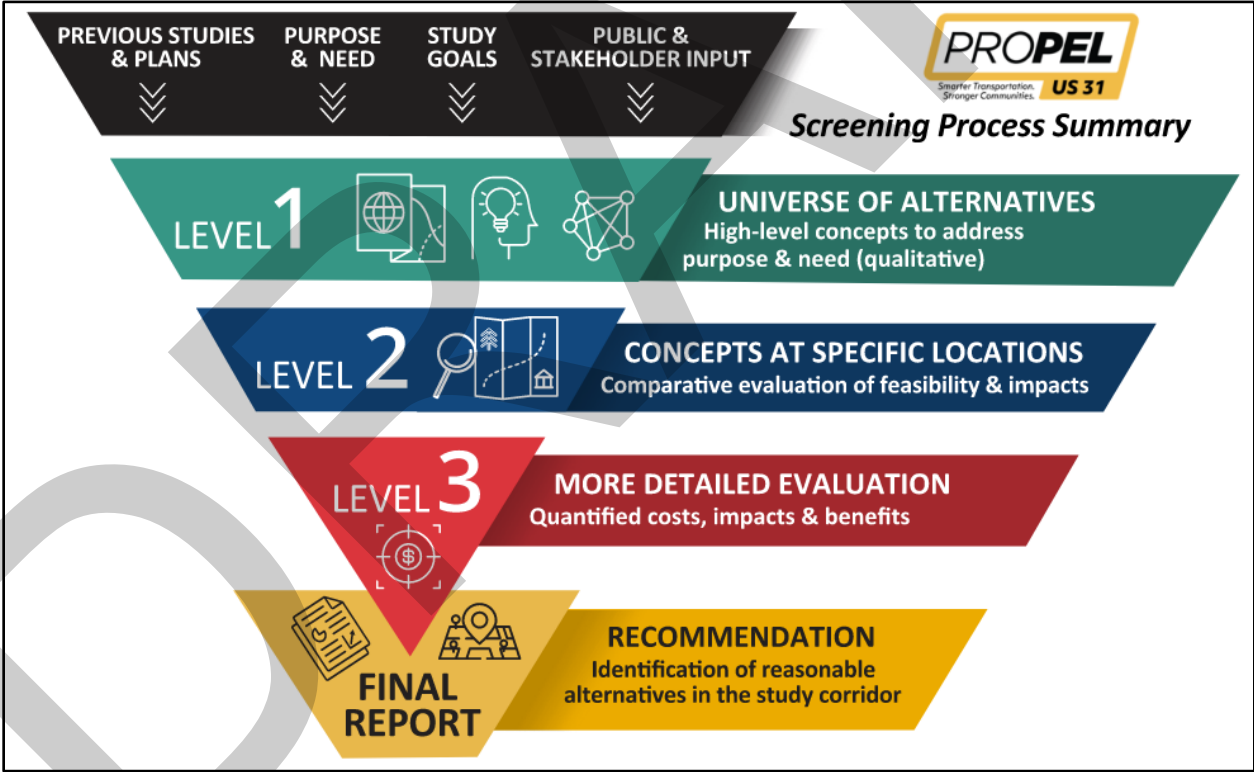 PREVIOUS STUDIES
& PLANS
PURPOSE
& NEED
STUDY
GOALS
PUBLIC &
STAKEHOLDER INPUT
PROPEL
Smarter Transportation.
Stronger Communities.
US 31
Screening Process Summary
LEVEL 1
UNIVERSE OF ALTERNATIVES
High-level concepts to address
purpose & need (qualitative)
LEVEL 2
CONCEPTS AT SPECIFIC LOCATIONS
Comparative evaluation of feasibility & impacts
LEVEL 3
$
MORE DETAILED EVALUATION
Quantified costs, impacts & benefits
FINAL
REPORT
RECOMMENDATION
Identification of reasonable
alternatives in the study corridor
DRA